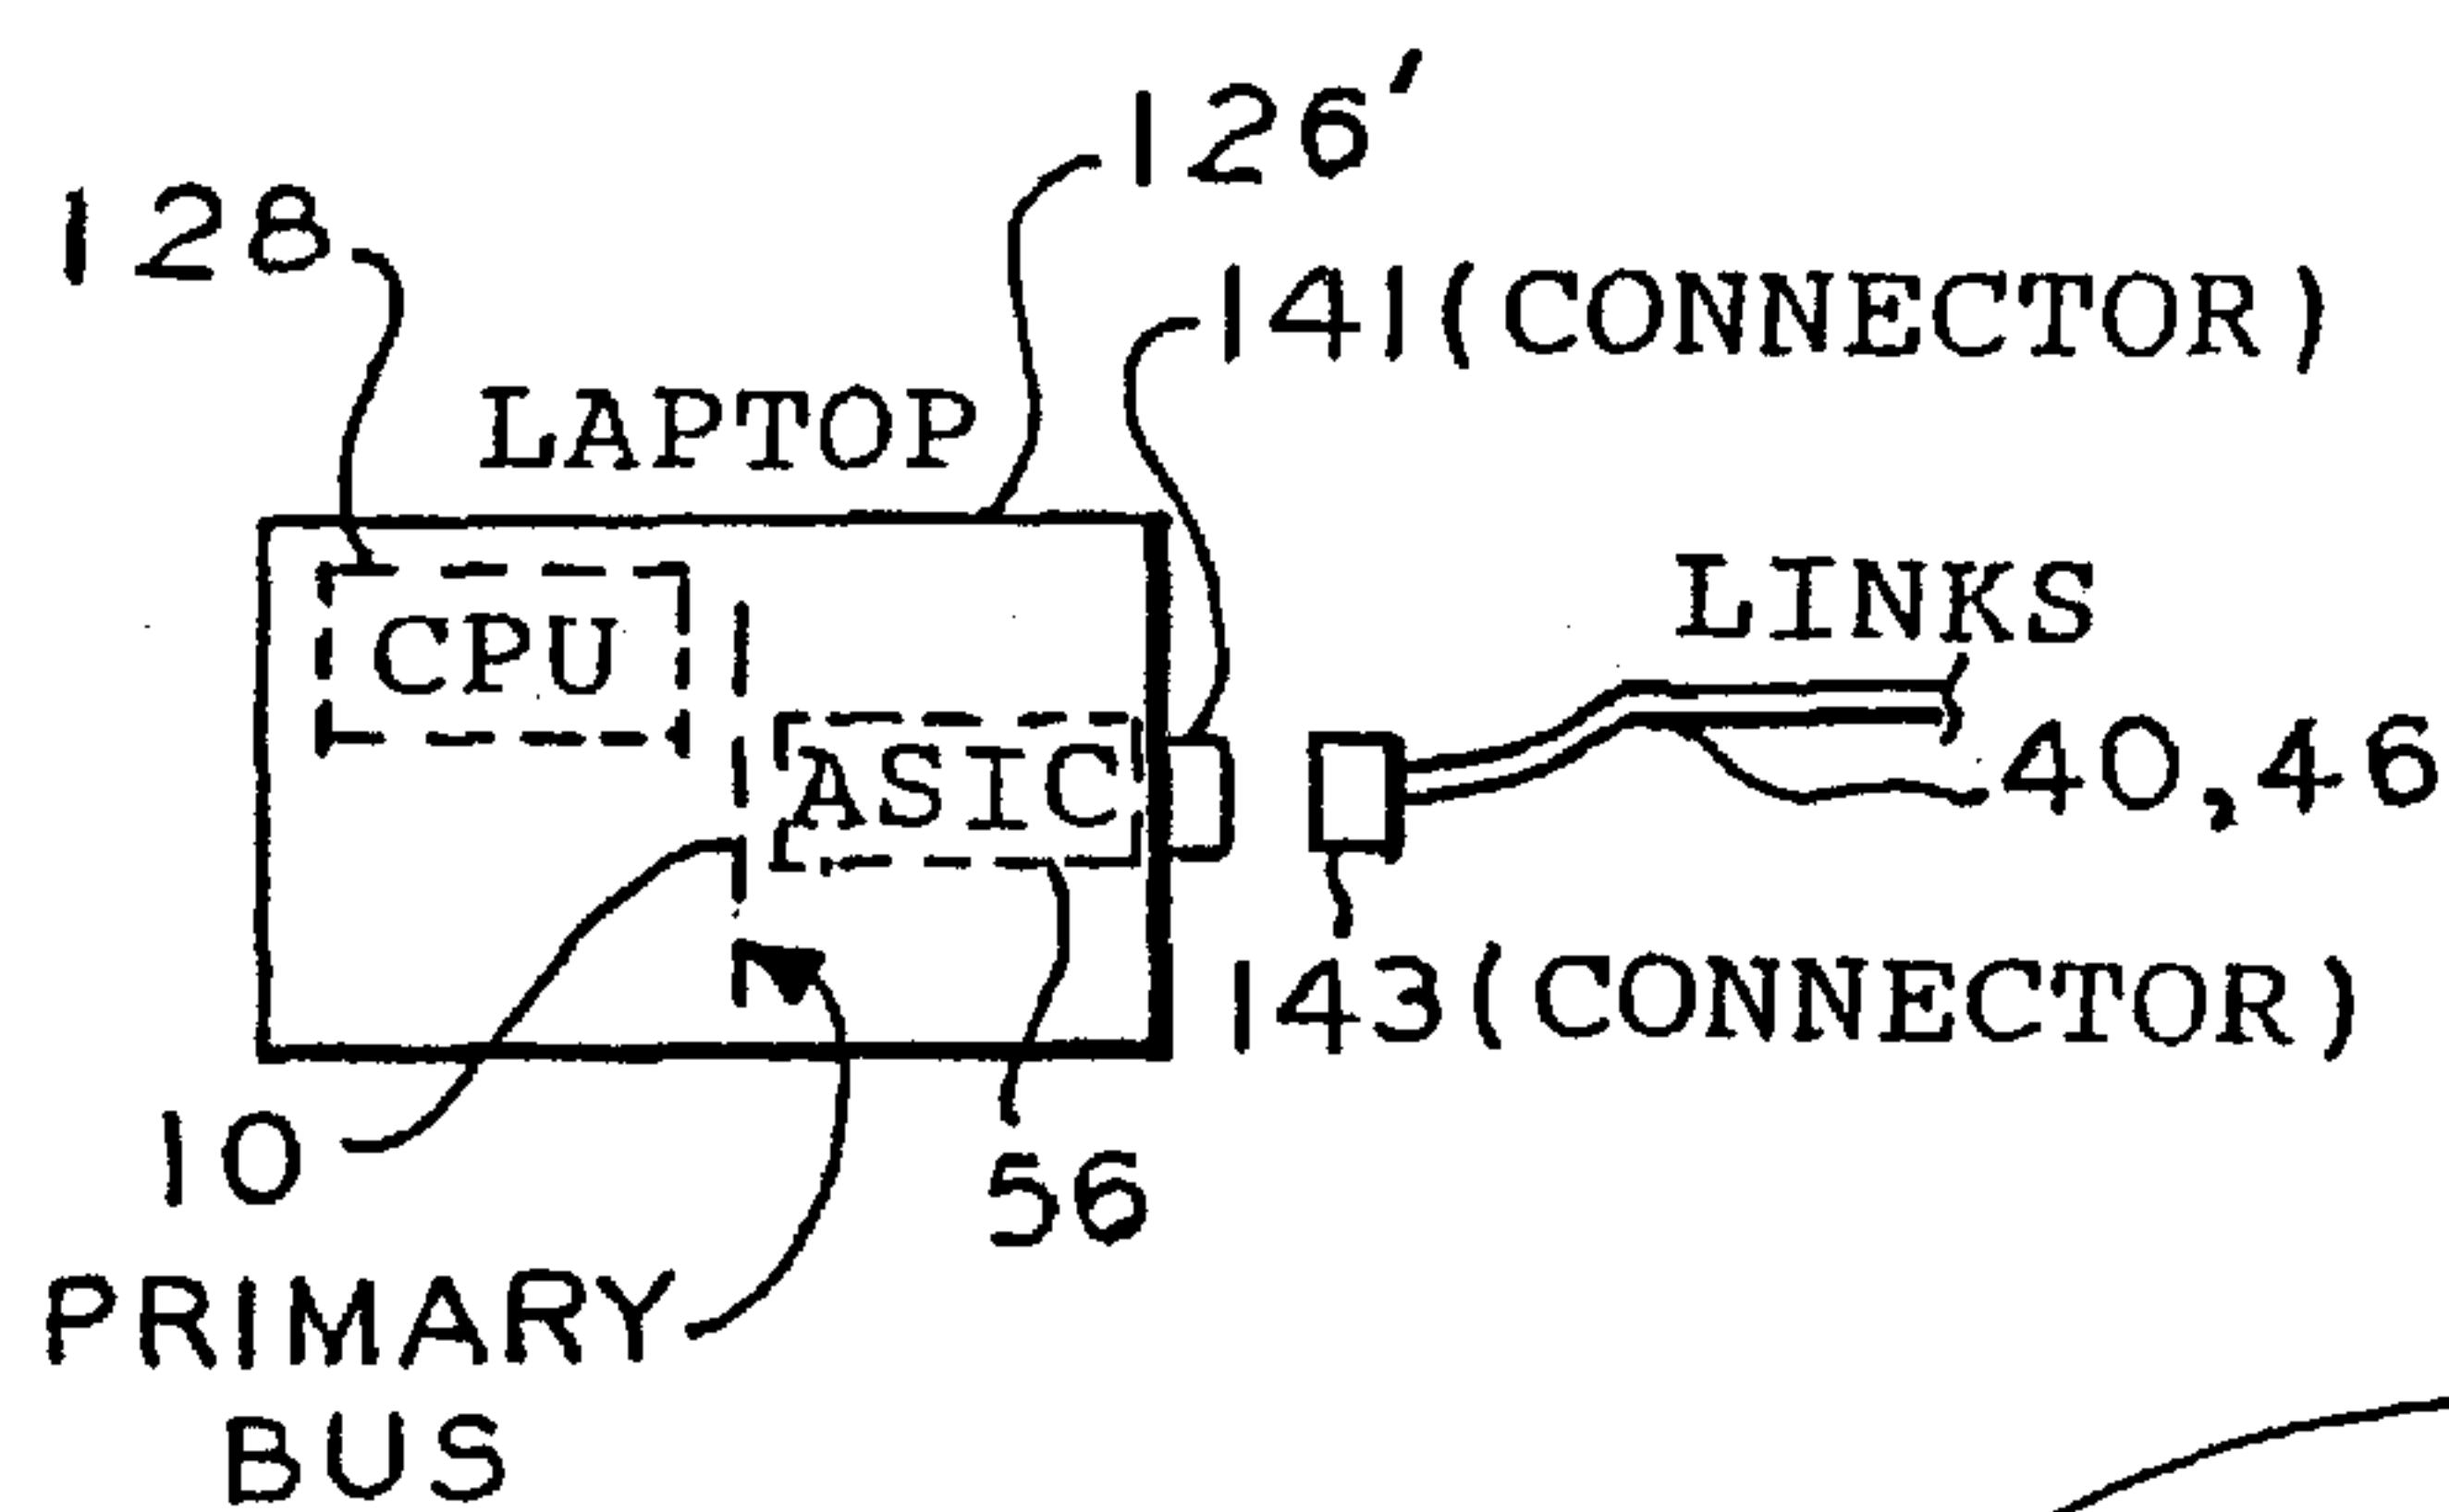 126′
128
141(CONNECTOR)
LAPTOP
LINKS
CPU
40,46
ASIC
143(CONNECTOR)
10
56
PRIMARY
BUS